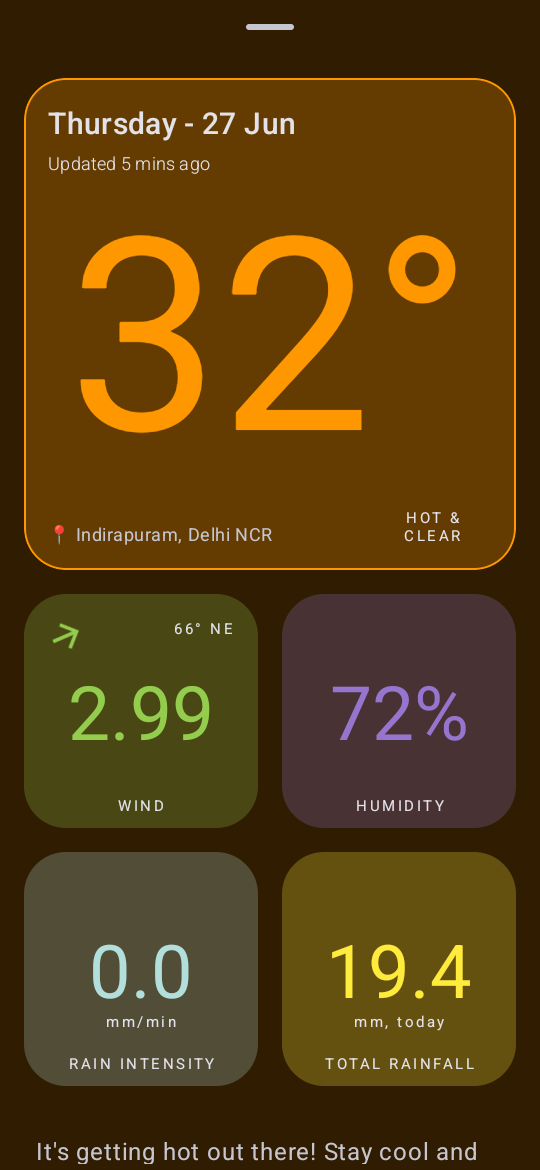 Thursday - 27 Jun
Updated 5 mins ago
32°
📍 Indirapuram, Delhi NCR
HOT &
CLEAR
66° NE
2.99
WIND
72%
HUMIDITY
0.0
mm/min
RAIN INTENSITY
19.4
mm, today
TOTAL RAINFALL
It's getting hot out there! Stay cool and